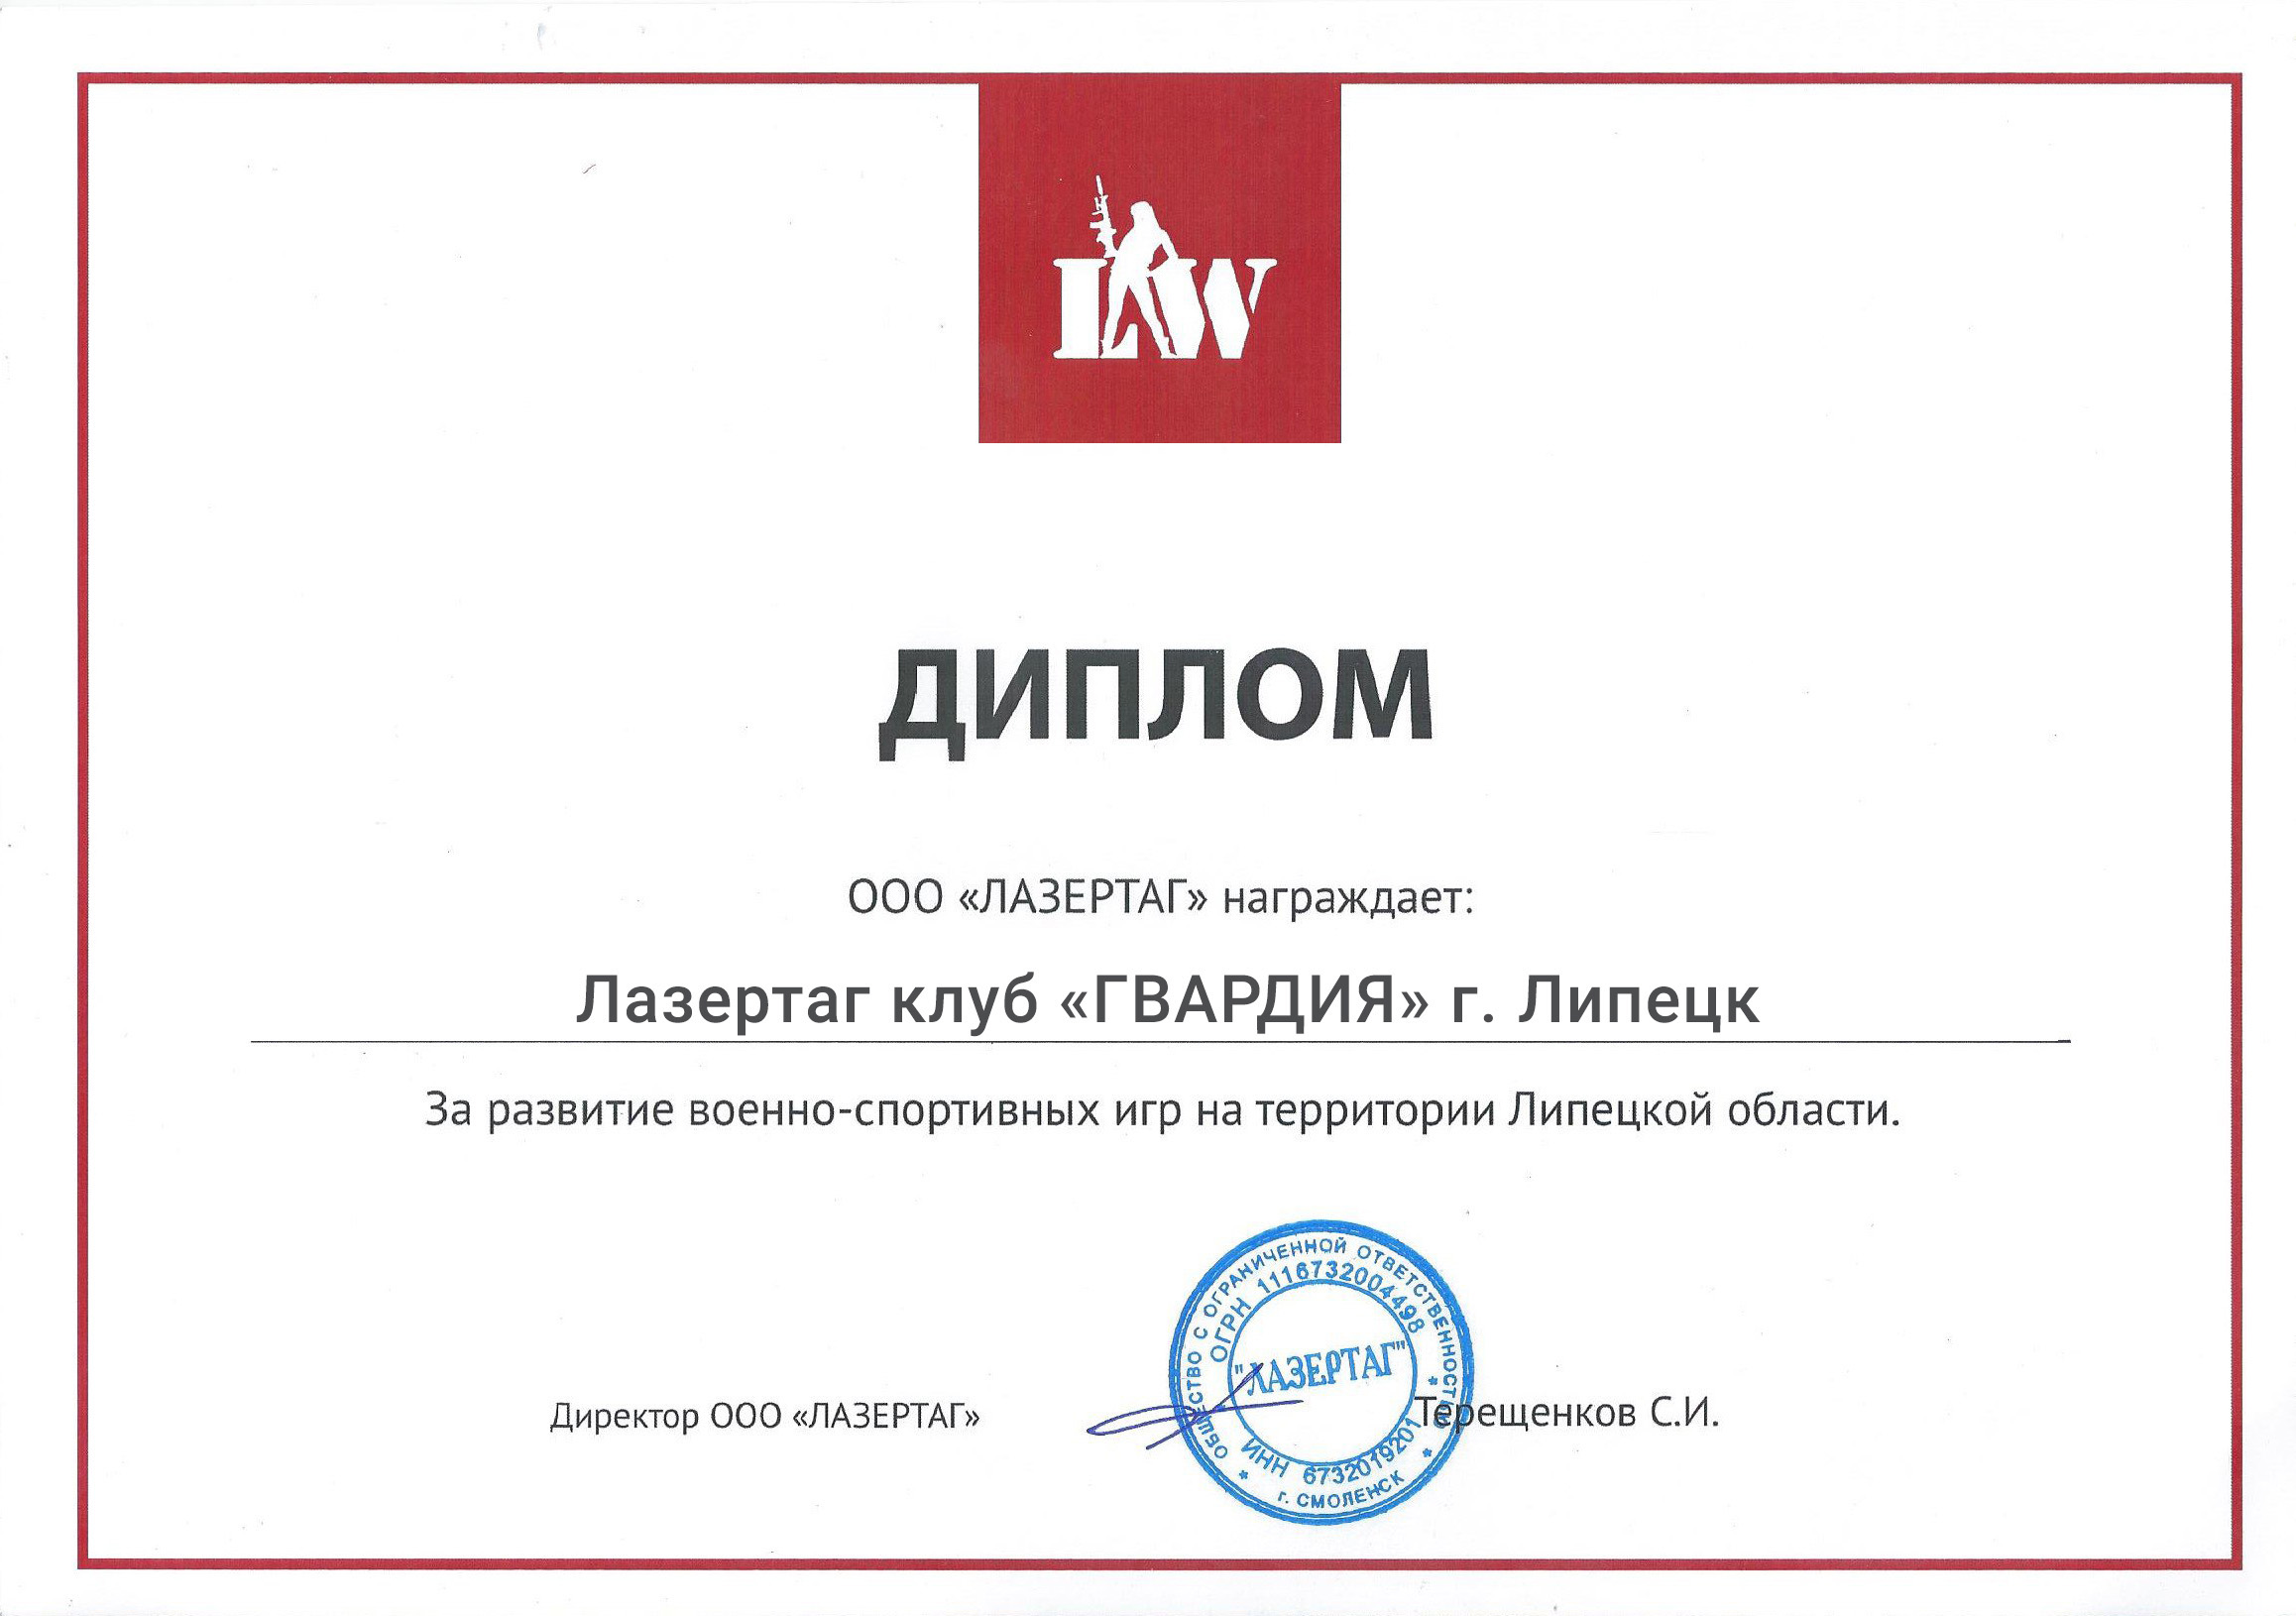 LW
ДИПЛОМ
ООО «ЛАЗЕРТАГ» награждает:
Лазертаг клуб «ГВАРДИЯ» г. Липецк
За развитие военно-спортивных игр на территории Липецкой области.
Директор ООО «ЛАЗЕРТАГ»
ОБЩЕСТВО С ОГРАНИЧЕННОЙ ОТВЕТСТВЕННОСТЬЮ
ОГРН 1116732004498
"ЛАЗЕРТАГ"
ИНН 6732019201
г. СМОЛЕНСК
Терещенков С.И.